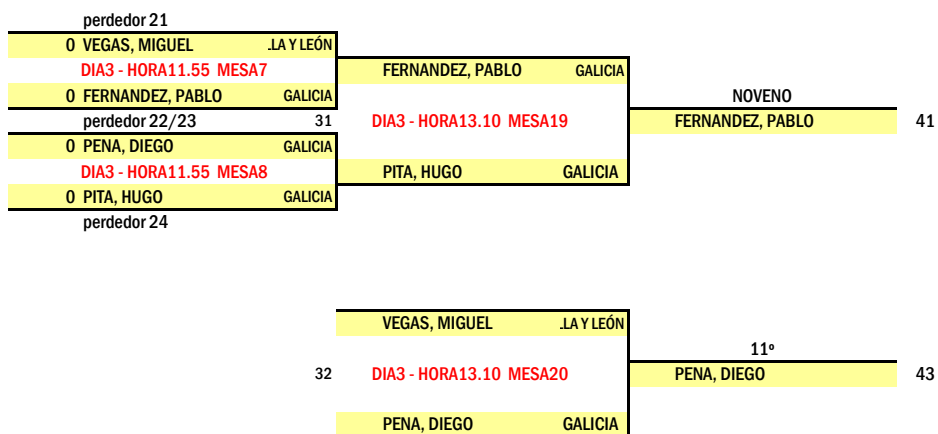 perdedor 21
0 VEGAS, MIGUEL .LA Y LEÓN
DIA3 - HORA11.55 MESA7
0 FERNANDEZ, PABLO GALICIA
perdedor 22/23 31
0 PENA, DIEGO GALICIA
DIA3 - HORA11.55 MESA8
0 PITA, HUGO GALICIA
perdedor 24
FERNANDEZ, PABLO GALICIA
DIA3 - HORA13.10 MESA19
PITA, HUGO GALICIA
NOVENO
FERNANDEZ, PABLO 41
VEGAS, MIGUEL .LA Y LEÓN
32 DIA3 - HORA13.10 MESA20
PENA, DIEGO GALICIA
11º
PENA, DIEGO 43